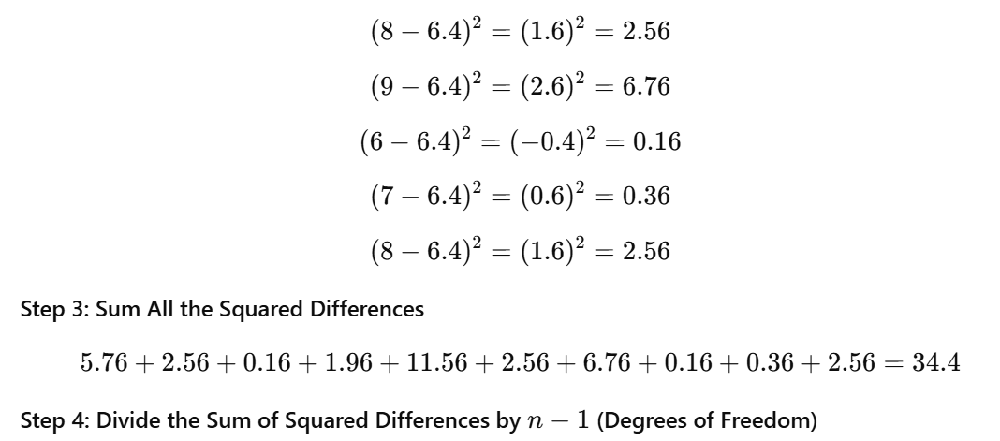 (8 − 6.4)² = (1.6)² = 2.56
(9 − 6.4)² = (2.6)² = 6.76
(6 − 6.4)² = (−0.4)² = 0.16
(7 − 6.4)² = (0.6)² = 0.36
(8 − 6.4)² = (1.6)² = 2.56
Step 3: Sum All the Squared Differences
5.76 + 2.56 + 0.16 + 1.96 + 11.56 + 2.56 + 6.76 + 0.16 + 0.36 + 2.56 = 34.4
Step 4: Divide the Sum of Squared Differences by n − 1 (Degrees of Freedom)